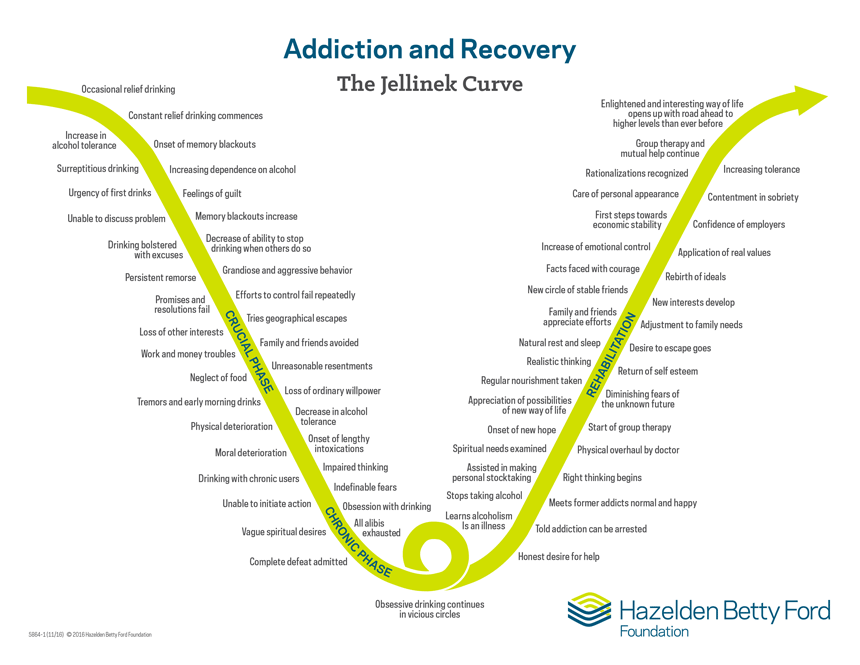 Addiction and Recovery
The Jellinek Curve
Occasional relief drinking
Constant relief drinking commences
Increase in
alcohol tolerance
Onset of memory blackouts
Surreptitious drinking
Increasing dependence on alcohol
Urgency of first drinks
Feelings of guilt
Unable to discuss problem
Memory blackouts increase
Drinking bolstered
with excuses
Decrease of ability to stop
drinking when others do so
Persistent remorse
Grandiose and aggressive behavior
Promises and
resolutions fail
Efforts to control fail repeatedly
Tries geographical escapes
Loss of other interests
Family and friends avoided
Work and money troubles
Unreasonable resentments
Neglect of food
Loss of ordinary willpower
Tremors and early morning drinks
Decrease in alcohol
tolerance
Physical deterioration
Onset of lengthy
intoxications
Moral deterioration
Impaired thinking
Drinking with chronic users
Indefinable fears
Unable to initiate action
Obsession with drinking
Vague spiritual desires
All alibis
exhausted
Complete defeat admitted
CRUCIAL PHASE
CHRONIC PHASE
Obsessive drinking continues
in vicious circles
Enlightened and interesting way of life
opens up with road ahead to
higher levels than ever before
Group therapy and
mutual help continue
Increasing tolerance
Rationalizations recognized
Contentment in sobriety
Care of personal appearance
First steps towards
economic stability
Confidence of employers
Increase of emotional control
Application of real values
Facts faced with courage
Rebirth of ideals
New circle of stable friends
New interests develop
Family and friends
appreciate efforts
Adjustment to family needs
Natural rest and sleep
Desire to escape goes
Realistic thinking
Return of self esteem
Regular nourishment taken
Diminishing fears of
the unknown future
Appreciation of possibilities
of new way of life
Start of group therapy
Onset of new hope
Physical overhaul by doctor
Spiritual needs examined
Right thinking begins
Assisted in making
personal stocktaking
Meets former addicts normal and happy
Stops taking alcohol
Learns alcoholism
Is an illness
Told addiction can be arrested
Honest desire for help
REHABILITATION
Hazelden Betty Ford
Foundation
5864-1 (11/16) © 2016 Hazelden Betty Ford Foundation